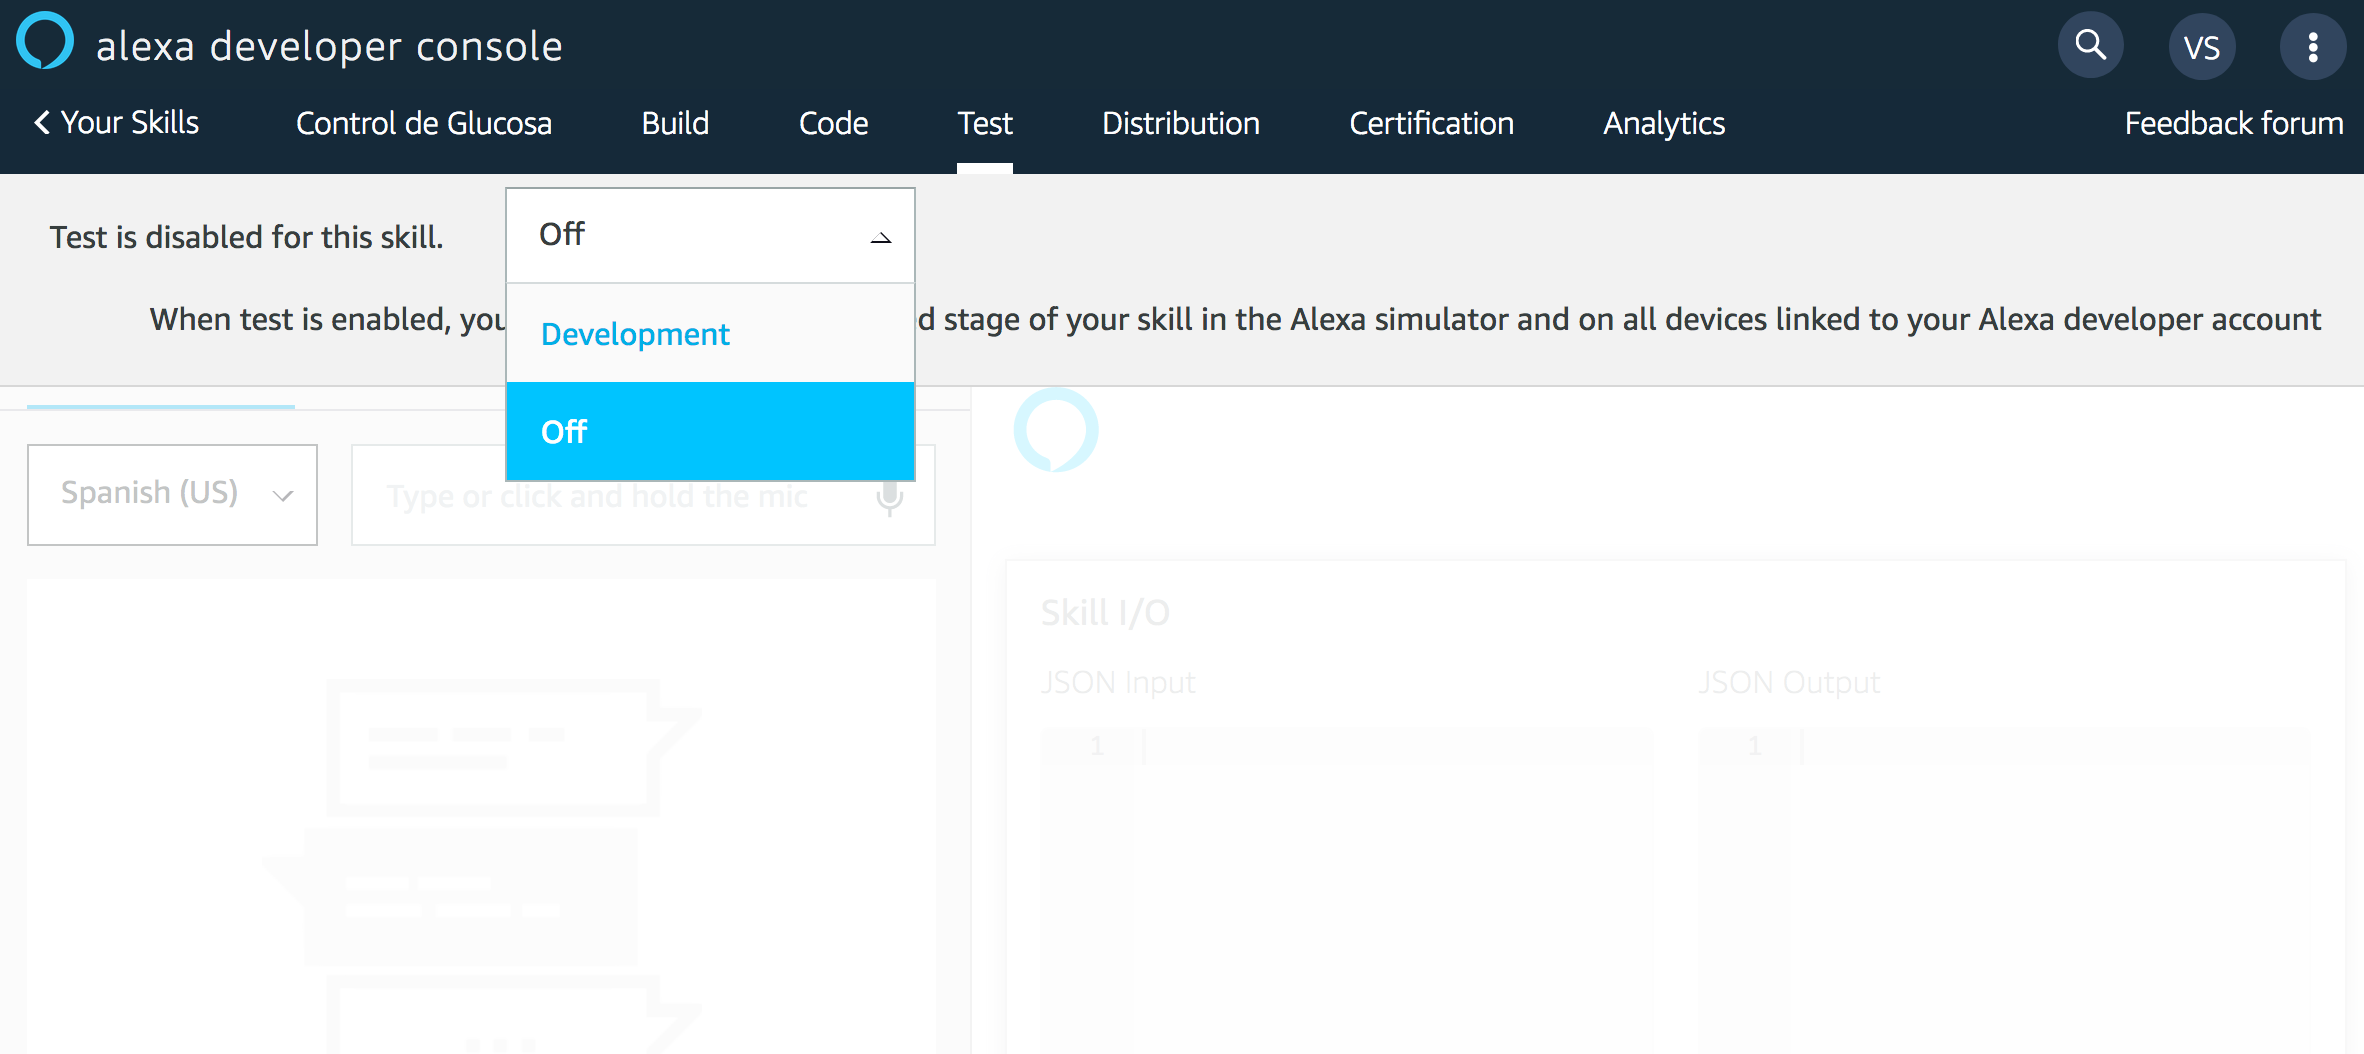 alexa developer console
VS
Your Skills
Control de Glucosa
Build
Code
Test
Distribution
Certification
Analytics
Feedback forum
Test is disabled for this skill.
Off
When test is enabled, you d stage of your skill in the Alexa simulator and on all devices linked to your Alexa developer account
Development
Off
Spanish (US)
Type or click and hold the mic
Skill I/O
JSON Input
JSON Output
1
1